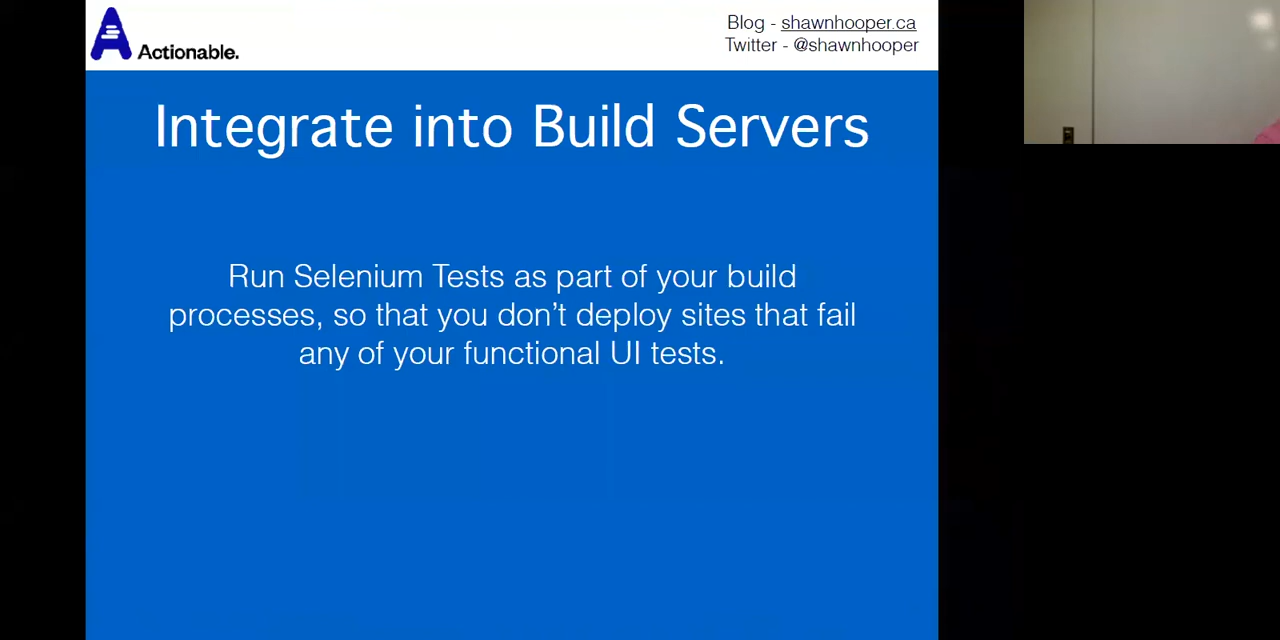 Actionable.
Blog - shawnhooper.ca
Twitter - @shawnhooper
Integrate into Build Servers
Run Selenium Tests as part of your build
processes, so that you don't deploy sites that fail
any of your functional UI tests.